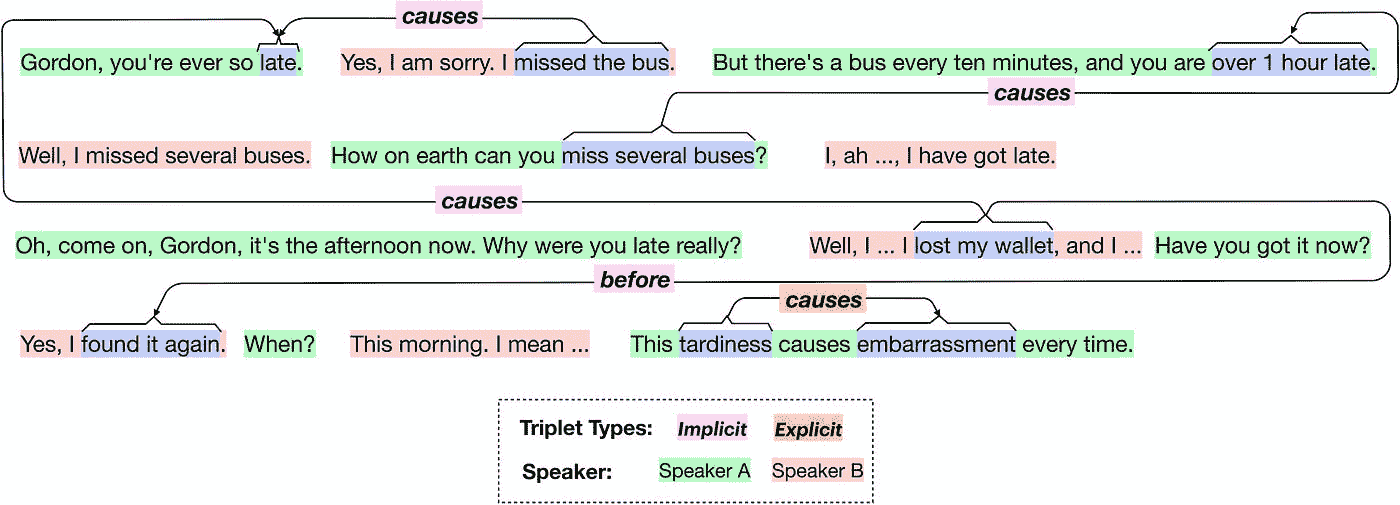 causes
Gordon, you're ever so late. Yes, I am sorry. I missed the bus. But there's a bus every ten minutes, and you are over 1 hour late.
causes
Well, I missed several buses. How on earth can you miss several buses? I, ah ..., I have got late.
causes
Oh, come on, Gordon, it's the afternoon now. Why were you late really? Well, I ... I lost my wallet, and I ... Have you got it now?
before
causes
Yes, I found it again. When? This morning. I mean ... This tardiness causes embarrassment every time.
Triplet Types: Implicit Explicit
Speaker: Speaker A Speaker B